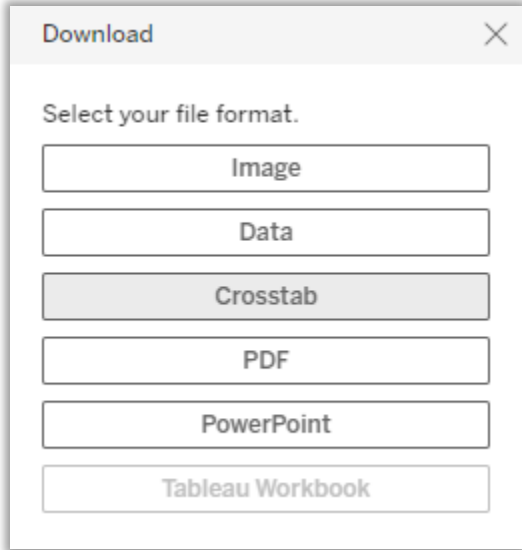 Download
Select your file format.
Image
Data
Crosstab
PDF
PowerPoint
Tableau Workbook